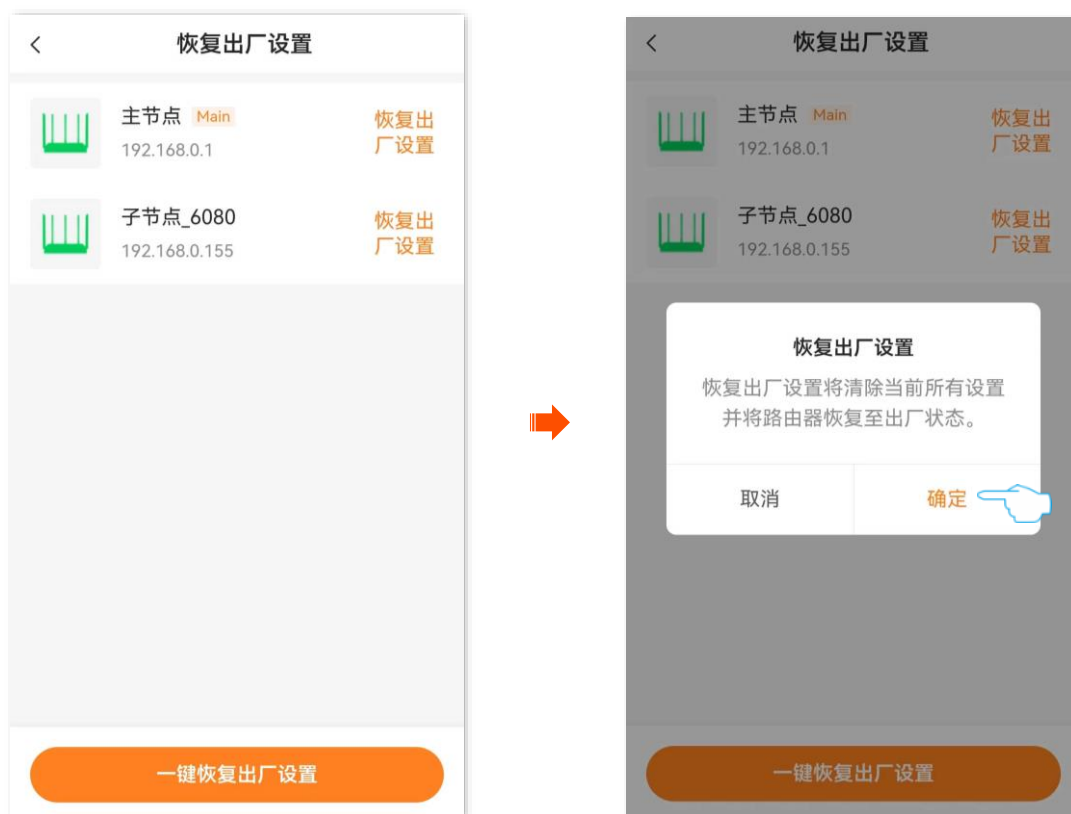 恢复出厂设置
主节点 Main
192.168.0.1
恢复出
厂设置
子节点_6080
192.168.0.155
恢复出
厂设置
一键恢复出厂设置
恢复出厂设置
主节点 Main
192.168.0.1
恢复出
厂设置
子节点_6080
192.168.0.155
恢复出
厂设置
恢复出厂设置
恢复出厂设置将清除当前所有设置
并将路由器恢复至出厂状态。
取消
确定
一键恢复出厂设置